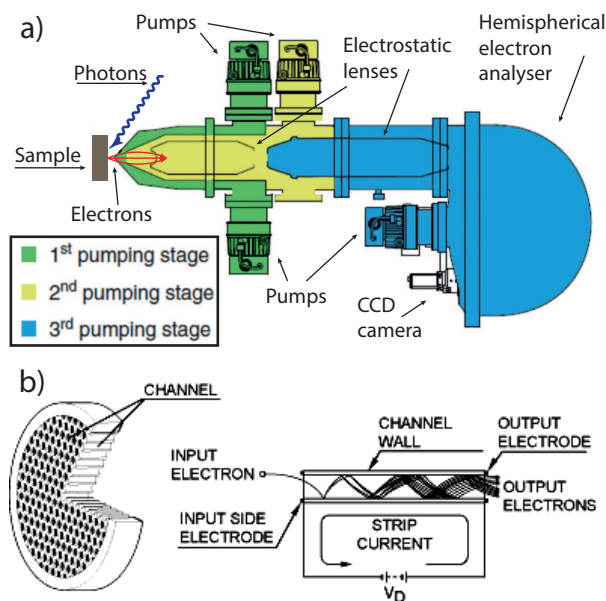 a)
Pumps
Electrostatic
lenses
Hemispherical
electron
analyser
Photons
Sample
Electrons
1st pumping stage
2nd pumping stage
3rd pumping stage
Pumps
CCD
camera
b)
CHANNEL
INPUT
ELECTRON
CHANNEL
WALL
OUTPUT
ELECTRODE
OUTPUT
ELECTRONS
INPUT SIDE
ELECTRODE
STRIP
CURRENT
VD